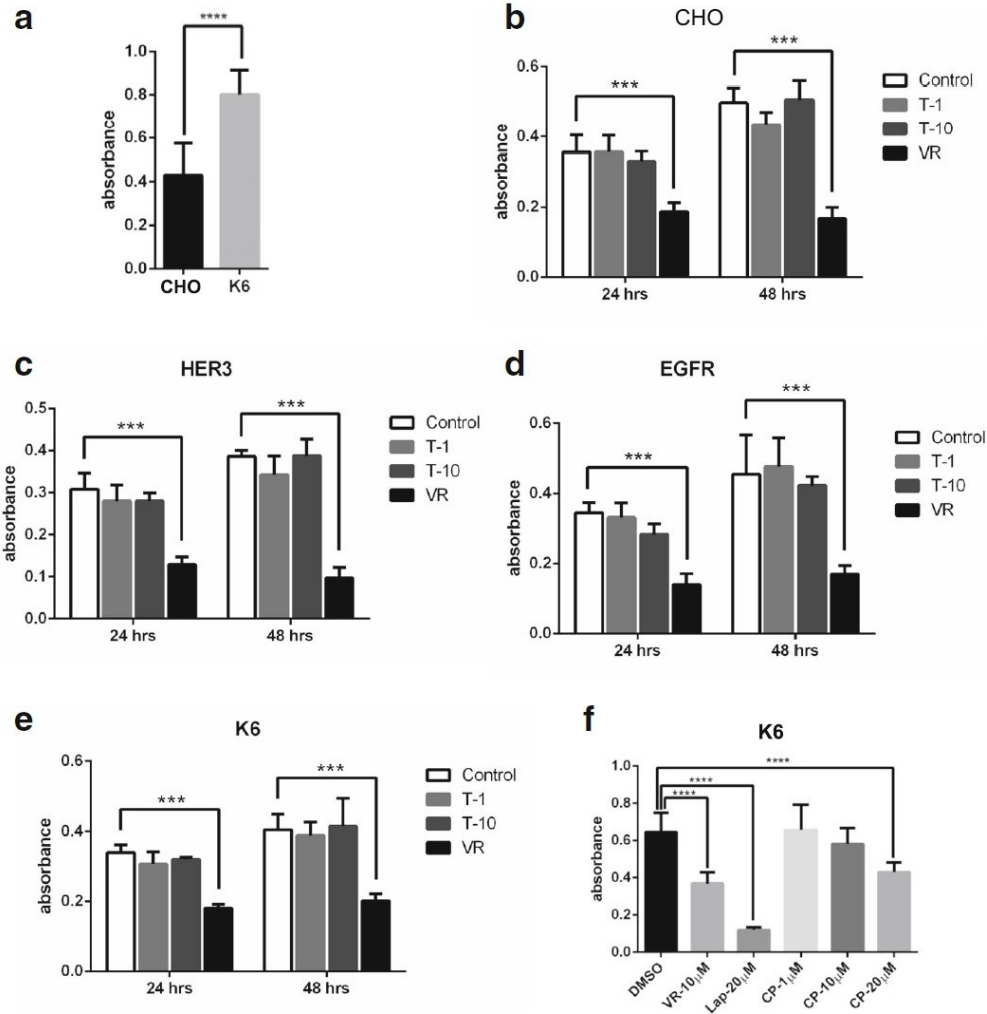 a
****
1.0
0.8
0.6
0.4
0.2
0.0
absorbance
CHO
K6
b
CHO
***
***
0.6
0.4
0.2
0.0
absorbance
24 hrs
48 hrs
Control
T-1
T-10
VR
c
HER3
***
***
0.5
0.4
0.3
0.2
0.1
0.0
absorbance
24 hrs
48 hrs
Control
T-1
T-10
VR
d
EGFR
***
***
0.6
0.4
0.2
0.0
absorbance
24 hrs
48 hrs
Control
T-1
T-10
VR
e
K6
***
***
0.6
0.4
0.2
0.0
absorbance
24 hrs
48 hrs
Control
T-1
T-10
VR
f
K6
****
****
****
1.0
0.8
0.6
0.4
0.2
0.0
absorbance
DMSO
VR-10μM
Lap-20μM
CP-1μM
CP-10μM
CP-20μM